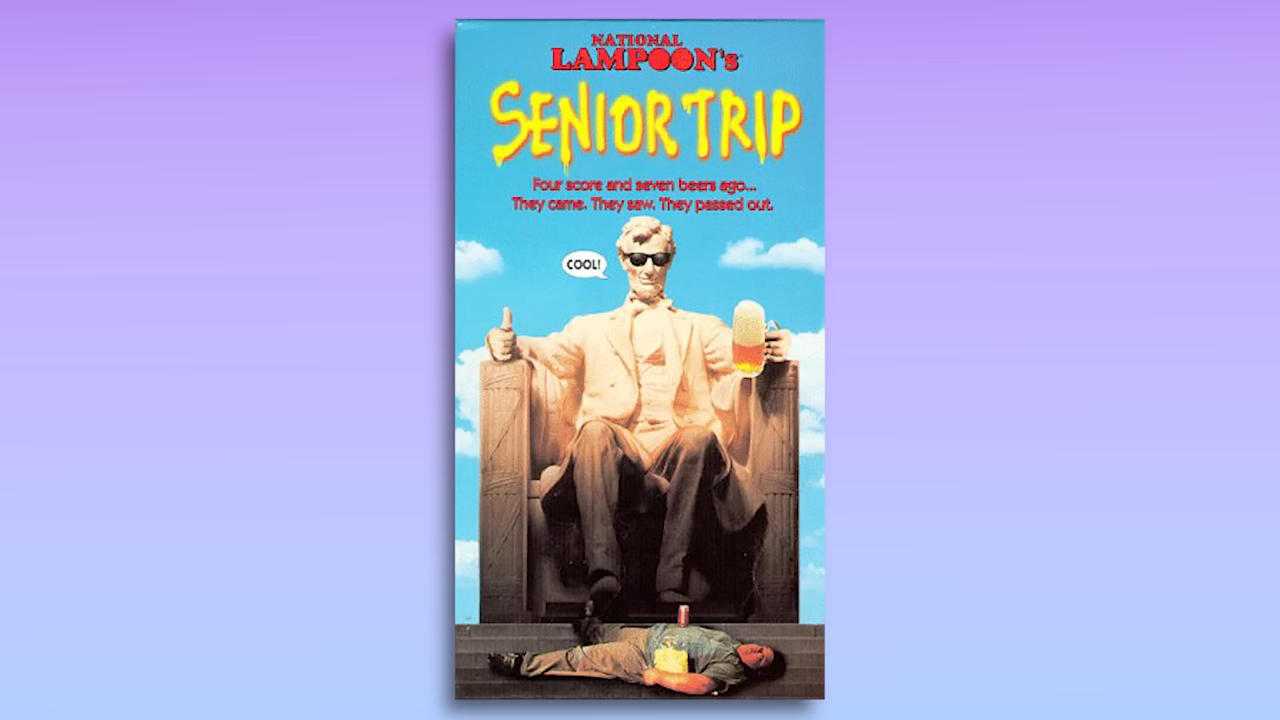 NATIONAL
LAMPOON's
SENIOR TRIP
Four score and seven beers ago...
They came. They saw. They passed out.
COOL!